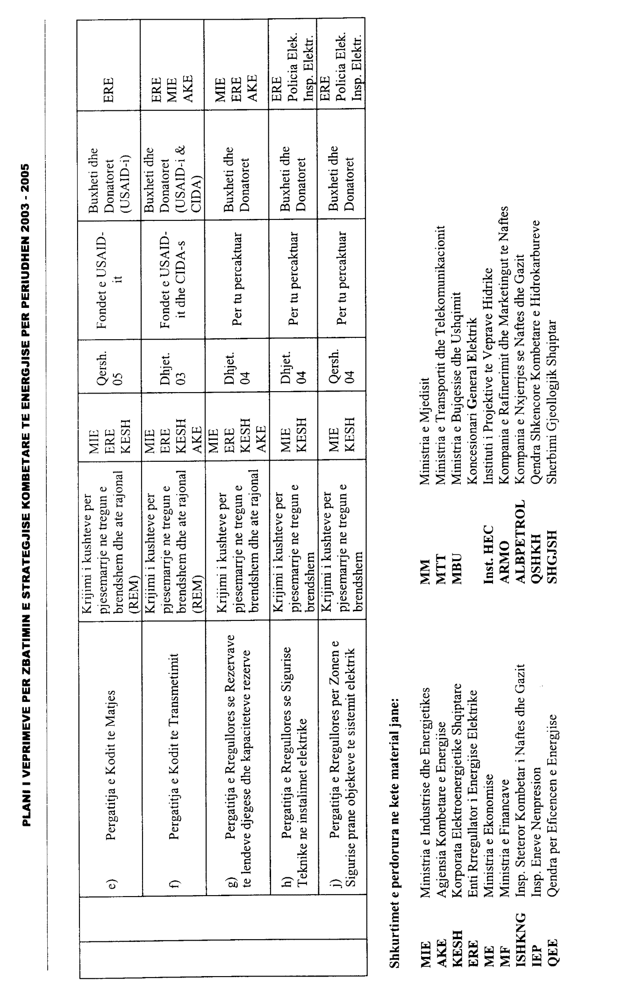 PLANI I VEPRIMEVE PER ZBATIMIN E STRATEGJISE KOMBETARE TE ENERGJISE PER PERIUDHEN 2003 - 2005
e) Pergatitja e Kodit te Matjes
Krijimi i kushteve per
pjesemarrje ne tregun e
brendshem dhe ate rajonal
(REM)
MIE
ERE
KESH
Qersh.
05
Fondet e USAID-
it
Buxheti dhe
Donatoret
(USAID-i)
ERE
f) Pergatitja e Kodit te Transmetimit
Krijimi i kushteve per
pjesemarrje ne tregun e
brendshem dhe ate rajonal
(REM)
MIE
ERE
KESH
AKE
Dhjet.
03
Fondet e USAID-
it dhe CIDA-s
Buxheti dhe
Donatoret
(USAID-i &
CIDA)
ERE
MIE
AKE
g) Pergatitja e Rregullores se Rezervave
te lendeve djegese dhe kapaciteteve rezerve
Krijimi i kushteve per
pjesemarrje ne tregun e
brendshem dhe ate rajonal
MIE
ERE
KESH
AKE
Dhjet.
04
Per tu percaktuar
Buxheti dhe
Donatoret
MIE
ERE
AKE
h) Pergatitja e Rregullores se Sigurise
Teknike ne instalimet elektrike
Krijimi i kushteve per
pjesemarrje ne tregun e
brendshem
MIE
KESH
Dhjet.
04
Per tu percaktuar
Buxheti dhe
Donatoret
ERE
Policia Elek.
Insp. Elektr.
j) Pergatitja e Rregullores per Zonen e
Sigurise prane objekteve te sistemit elektrik
Krijimi i kushteve per
pjesemarrje ne tregun e
brendshem
MIE
KESH
Qersh.
04
Per tu percaktuar
Buxheti dhe
Donatoret
ERE
Policia Elek.
Insp. Elektr.
Shkurtimet e perdorura ne kete material jane:
MIE Ministria e Industrise dhe Energjetikes
AKE Agjensia Kombetare e Energjise
KESH Korporata Elektroenergjetike Shqiptare
ERE Enti Rrregullator i Energjise Elektrike
ME Ministria e Ekonomise
MF Ministria e Financave
ISHKNG Insp. Steteror Kombetar i Naftes dhe Gazit
IEP Insp. Eneve Nenpresion
QEE Qendra per Eficencen e Energjise
MM Ministria e Mjedisit
MTT Ministria e Transportit dhe Telekomunikacionit
MBU Ministria e Bujqesise dhe Ushqimit
Koncesionari General Elektrik
Inst. HEC Instituti i Projektive te Veprave Hidrike
ARMO Kompania e Rafinerimit dhe Marketingut te Naftes
ALBPETROL Kompania e Nxjerrjes se Naftes dhe Gazit
QSHKH Qendra Shkencore Kombetare e Hidrokarbureve
SHGJSH Sherbimi Gjeollogjik Shqiptar